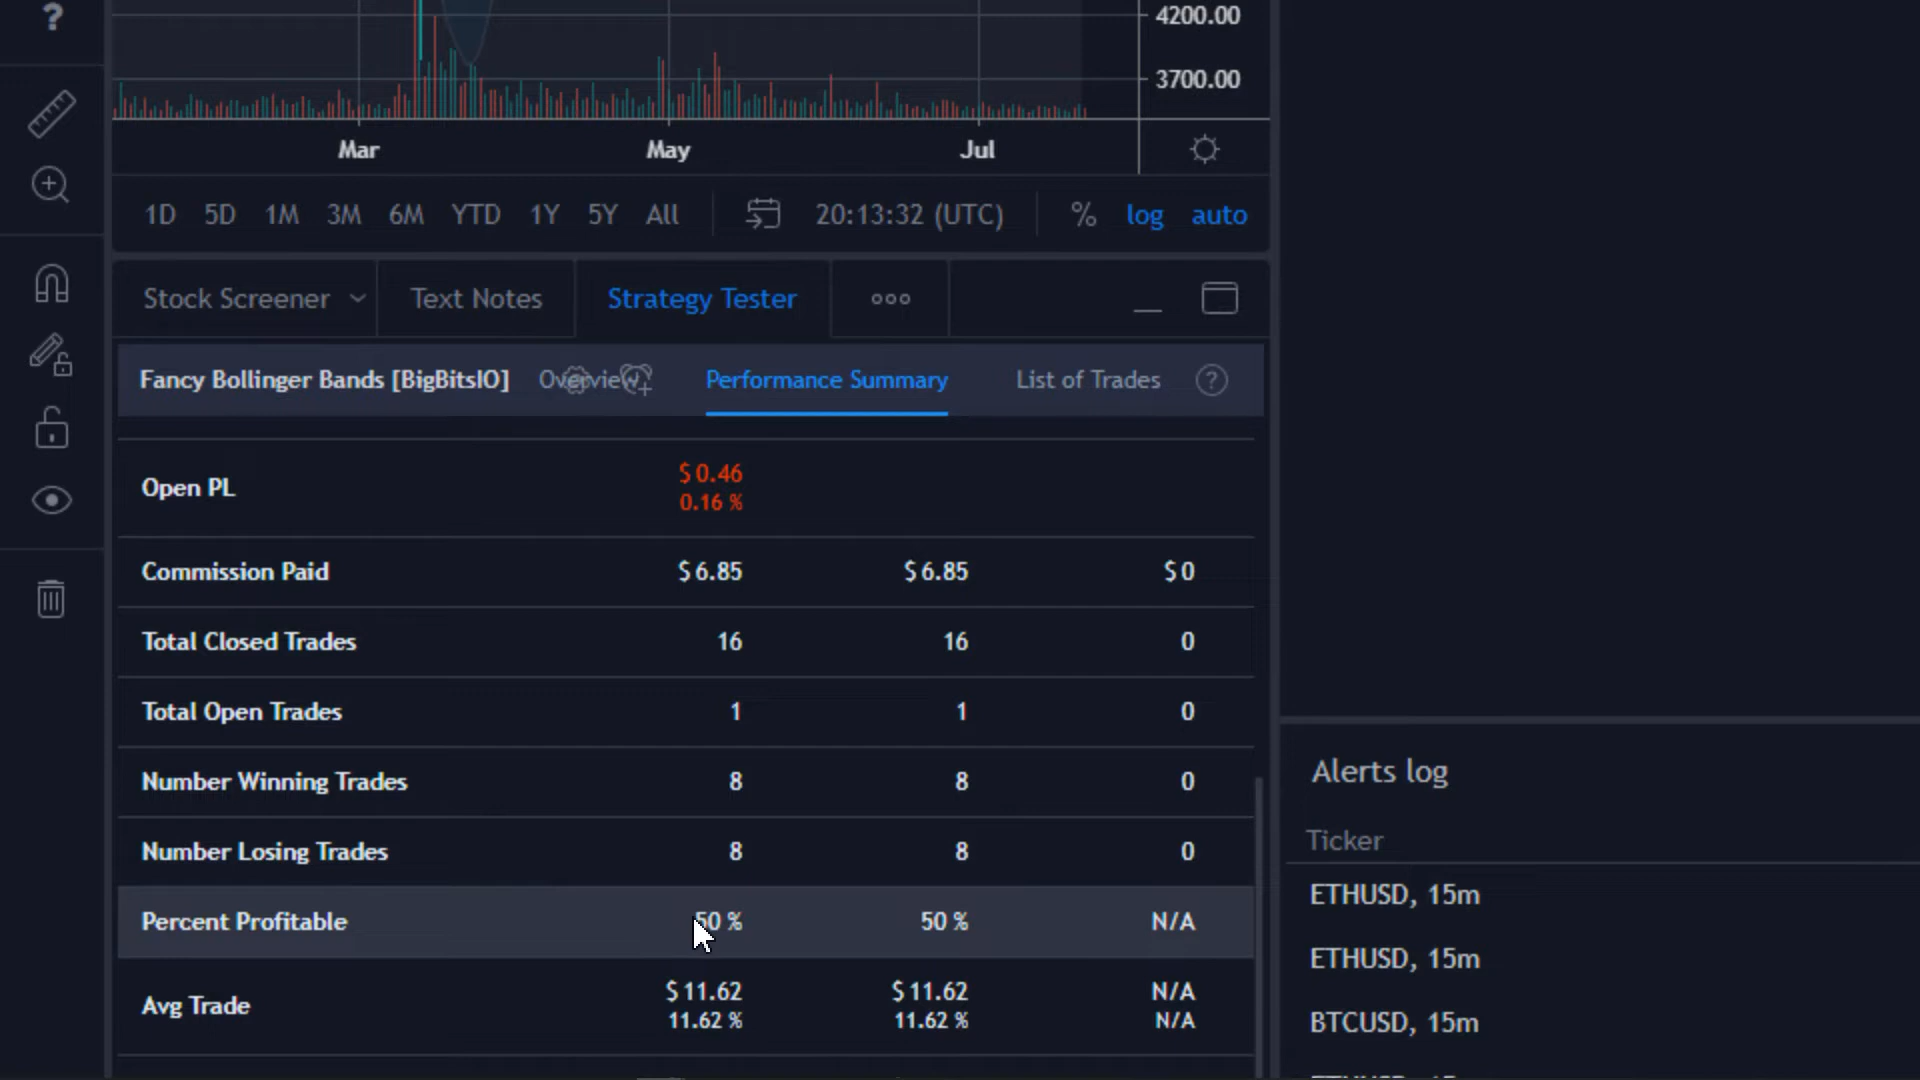 ?
4200.00
3700.00
Mar May Jul
1D 5D 1M 3M 6M YTD 1Y 5Y All 20:13:32 (UTC) % log auto
Stock Screener Text Notes Strategy Tester
Fancy Bollinger Bands [BigBitsIO] Overview Performance Summary List of Trades ?
Open PL $ 0.46
0.16 %
Commission Paid $ 6.85 $ 6.85 $ 0
Total Closed Trades 16 16 0
Total Open Trades 1 1 0
Number Winning Trades 8 8 0
Number Losing Trades 8 8 0
Percent Profitable 50 % 50 % N/A
Avg Trade $ 11.62 $ 11.62 N/A
11.62 % 11.62 % N/A
Alerts log
Ticker
ETHUSD, 15m
ETHUSD, 15m
BTCUSD, 15m